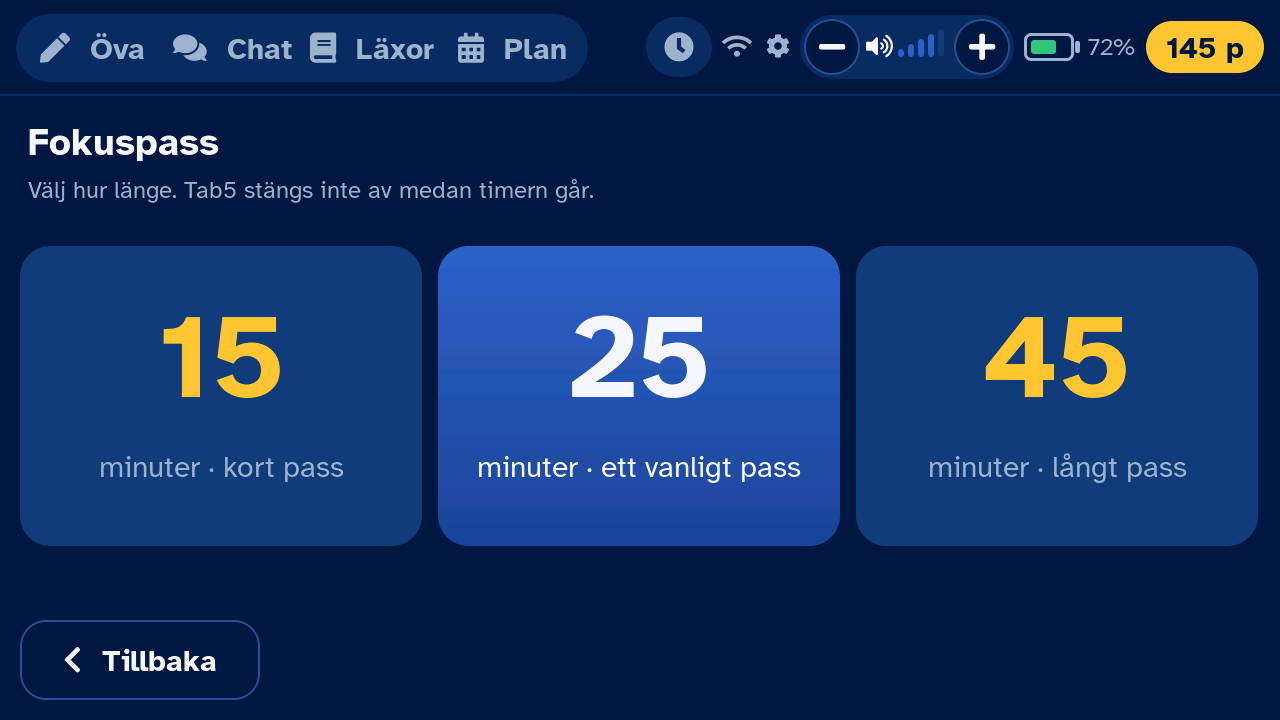 Öva Chat Läxor Plan 72% 145 p
Fokuspass
Välj hur länge. Tab5 stängs inte av medan timern går.
15 25 45
minuter · kort pass minuter · ett vanligt pass minuter · långt pass
Tillbaka